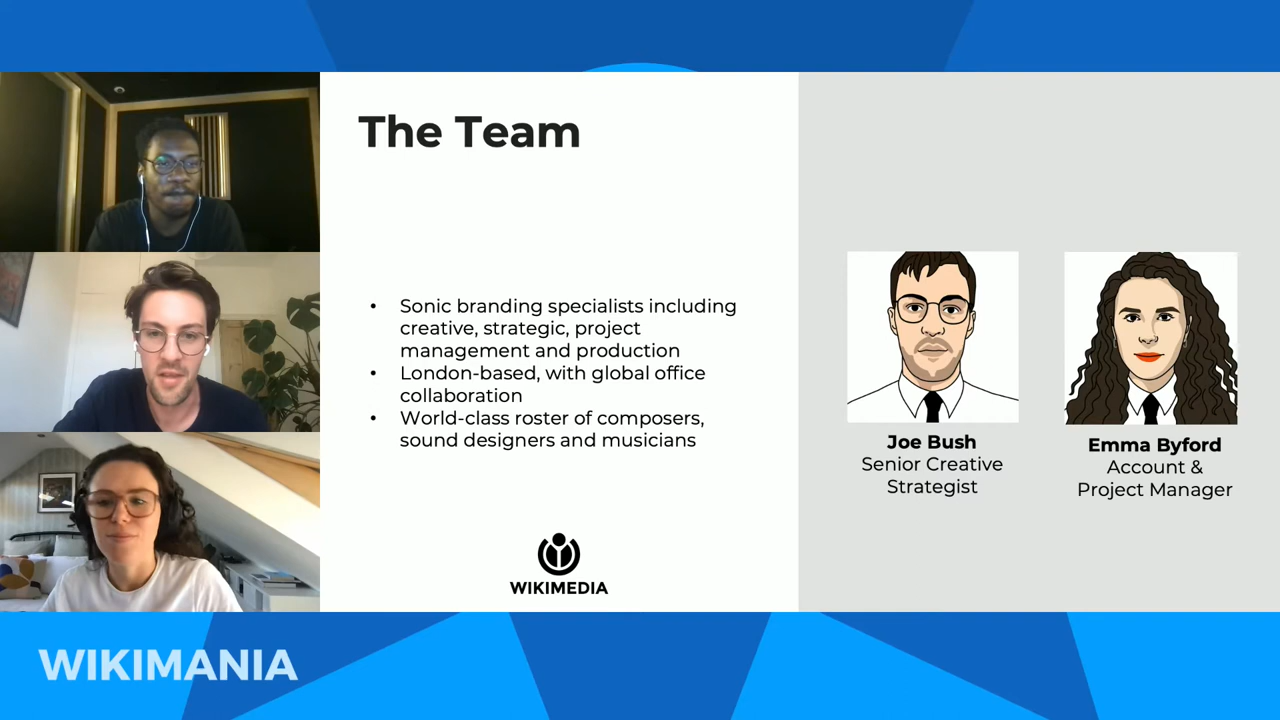 The Team
• Sonic branding specialists including
creative, strategic, project
management and production
• London-based, with global office
collaboration
• World-class roster of composers,
sound designers and musicians
WIKIMEDIA
Joe Bush
Senior Creative
Strategist
Emma Byford
Account &
Project Manager
WIKIMANIA